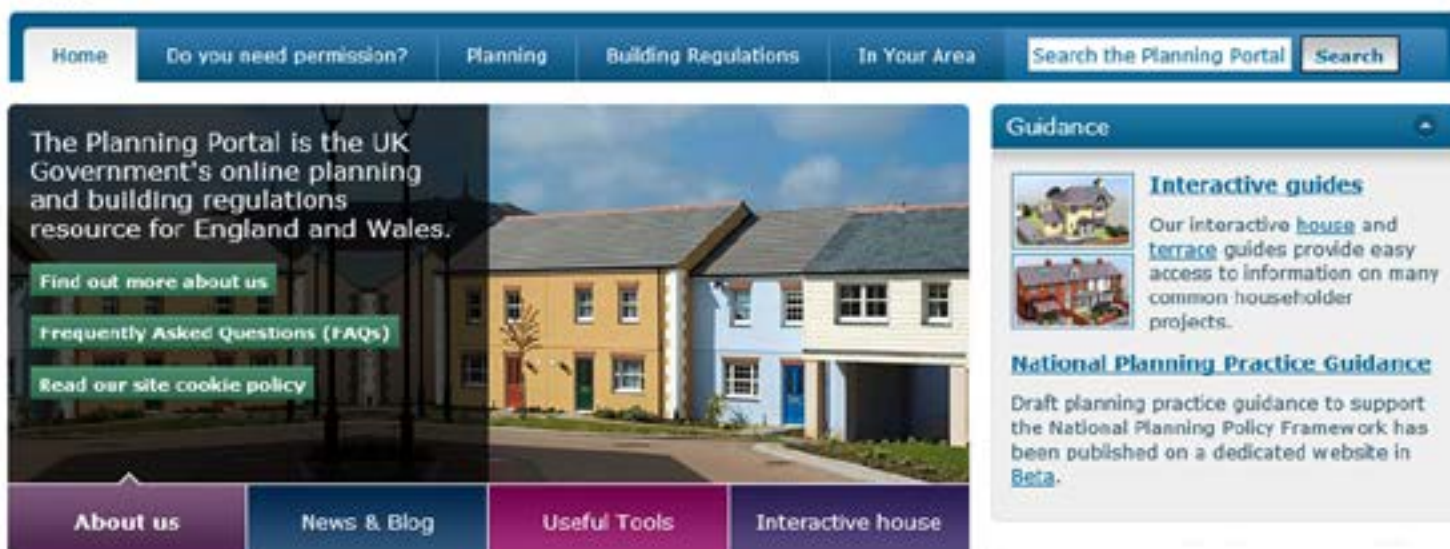 Home Do you need permission? Planning Building Regulations In Your Area Search the Planning Portal Search
The Planning Portal is the UK
Government's online planning
and building regulations
resource for England and Wales.
Find out more about us
Frequently Asked Questions (FAQs)
Read our site cookie policy
About us News & Blog Useful Tools Interactive house
Guidance
Interactive guides
Our interactive house and
terrace guides provide easy
access to information on many
common householder
projects.
National Planning Practice Guidance
Draft planning practice guidance to support
the National Planning Policy Framework has
been published on a dedicated website in
Beta.